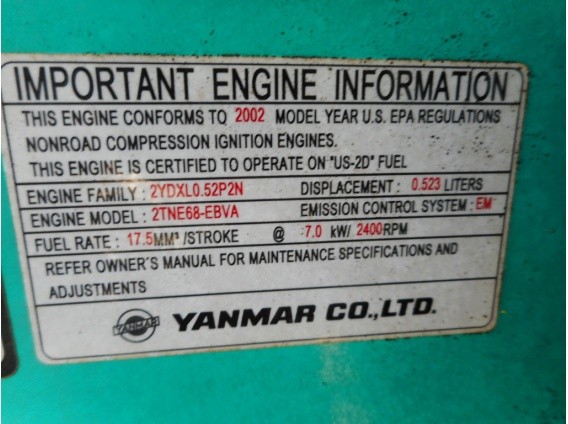 IMPORTANT ENGINE INFORMATION
THIS ENGINE CONFORMS TO 2002 MODEL YEAR U.S. EPA REGULATIONS
NONROAD COMPRESSION IGNITION ENGINES.
THIS ENGINE IS CERTIFIED TO OPERATE ON "US-2D" FUEL
ENGINE FAMILY : 2YDXL0.52P2N DISPLACEMENT : 0.523 LITERS
ENGINE MODEL : 2TNE68-EBVA EMISSION CONTROL SYSTEM : EM
FUEL RATE : 17.5MM³/STROKE @ 7.0 kW/ 2400RPM
REFER OWNER'S MANUAL FOR MAINTENANCE SPECIFICATIONS AND
ADJUSTMENTS
YANMAR YANMAR CO.,LTD.